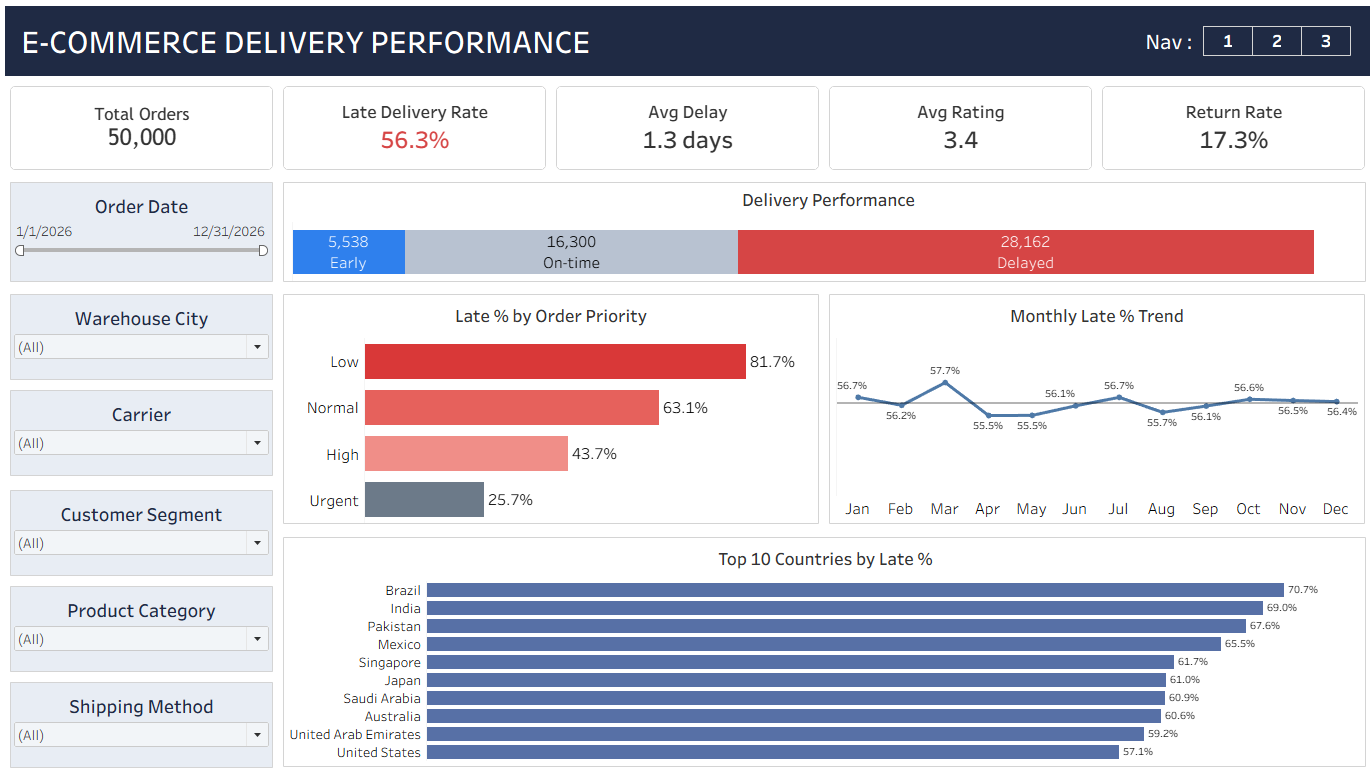 E-COMMERCE DELIVERY PERFORMANCE
Nav : 1 2 3
Total Orders
50,000
Late Delivery Rate
56.3%
Avg Delay
1.3 days
Avg Rating
3.4
Return Rate
17.3%
Order Date
1/1/2026 12/31/2026
Warehouse City
(All)
Carrier
(All)
Customer Segment
(All)
Product Category
(All)
Shipping Method
(All)
Delivery Performance
5,538 16,300 28,162
Early On-time Delayed
Late % by Order Priority
Low 81.7%
Normal 63.1%
High 43.7%
Urgent 25.7%
Monthly Late % Trend
56.7% 56.2% 57.7% 55.5% 55.5% 56.1% 56.7% 55.7% 56.1% 56.6% 56.5% 56.4%
Jan Feb Mar Apr May Jun Jul Aug Sep Oct Nov Dec
Top 10 Countries by Late %
Brazil 70.7%
India 69.0%
Pakistan 67.6%
Mexico 65.5%
Singapore 61.7%
Japan 61.0%
Saudi Arabia 60.9%
Australia 60.6%
United Arab Emirates 59.2%
United States 57.1%